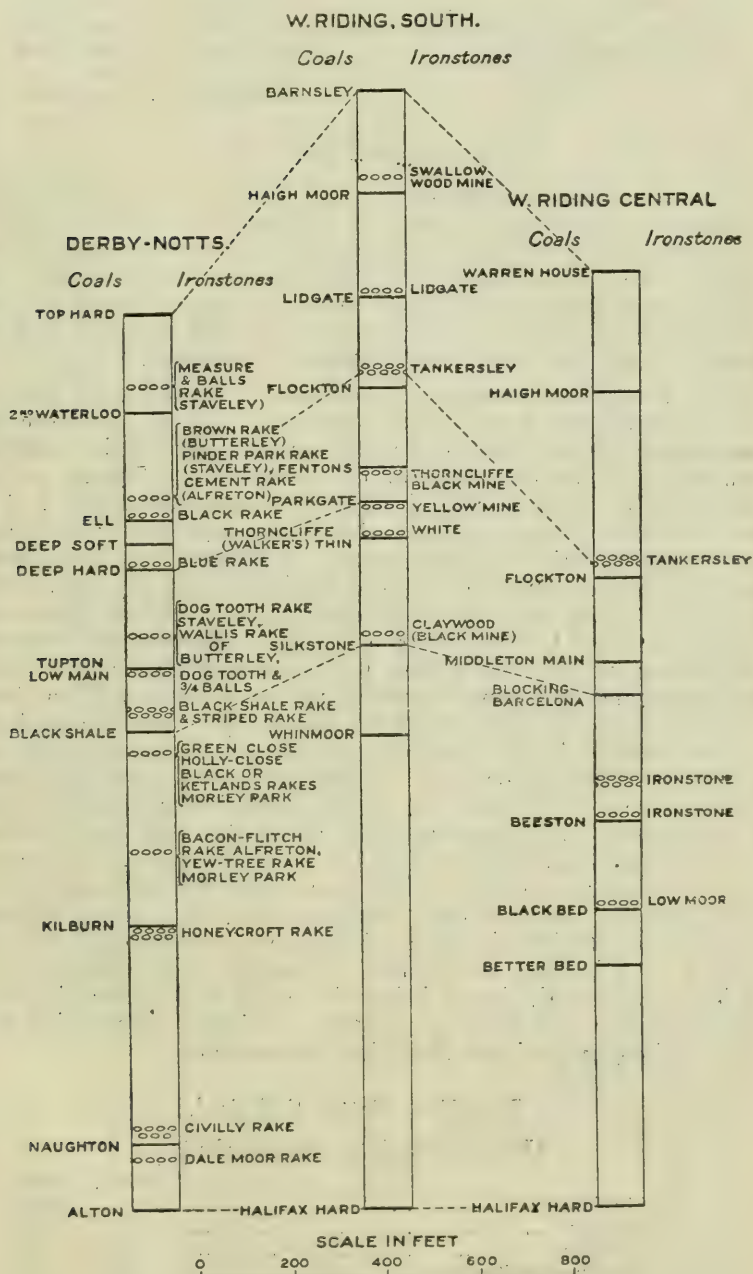 W. RIDING, SOUTH.
Coals Ironstones
BARNSLEY
SWALLOW
WOOD MINE
HAIGH MOOR
LIDGATE
LIDGATE
TANKERSLEY
FLOCKTON
PARKGATE
THORNCLIFFE
BLACK MINE
YELLOW MINE
THORNCLIFFE
(WALKER'S) THIN
WHITE
CLAYWOOD
(BLACK MINE)
SILKSTONE
WHINMOOR
HALIFAX HARD
DERBY-NOTTS.
Coals Ironstones
TOP HARD
MEASURE
& BALLS
RAKE
(STAVELEY)
2ND WATERLOO
BROWN RAKE
(BUTTERLEY)
PINDER PARK RAKE
(STAVELEY), FENTONS
CEMENT RAKE
(ALFRETON)
BLACK RAKE
ELL
DEEP SOFT
BLUE RAKE
DEEP HARD
DOG TOOTH RAKE
STAVELEY,
WALLIS RAKE
OF
BUTTERLEY,
TUPTON
LOW MAIN
DOG TOOTH &
3/4 BALLS
BLACK SHALE RAKE
& STRIPED RAKE
BLACK SHALE
GREEN CLOSE
HOLLY-CLOSE
BLACK OR
KETLANDS RAKES
MORLEY PARK
BACON-FLITCH
RAKE ALFRETON,
YEW-TREE RAKE
MORLEY PARK
KILBURN
HONEYCROFT RAKE
CIVILLY RAKE
NAUGHTON
DALE MOOR RAKE
ALTON
W. RIDING CENTRAL
Coals Ironstones
WARREN HOUSE
HAIGH MOOR
TANKERSLEY
FLOCKTON
MIDDLETON MAIN
BLOCKING
BARCELONA
IRONSTONE
IRONSTONE
BEESTON
LOW MOOR
BLACK BED
BETTER BED
HALIFAX HARD
SCALE IN FEET
0 200 400 600 800